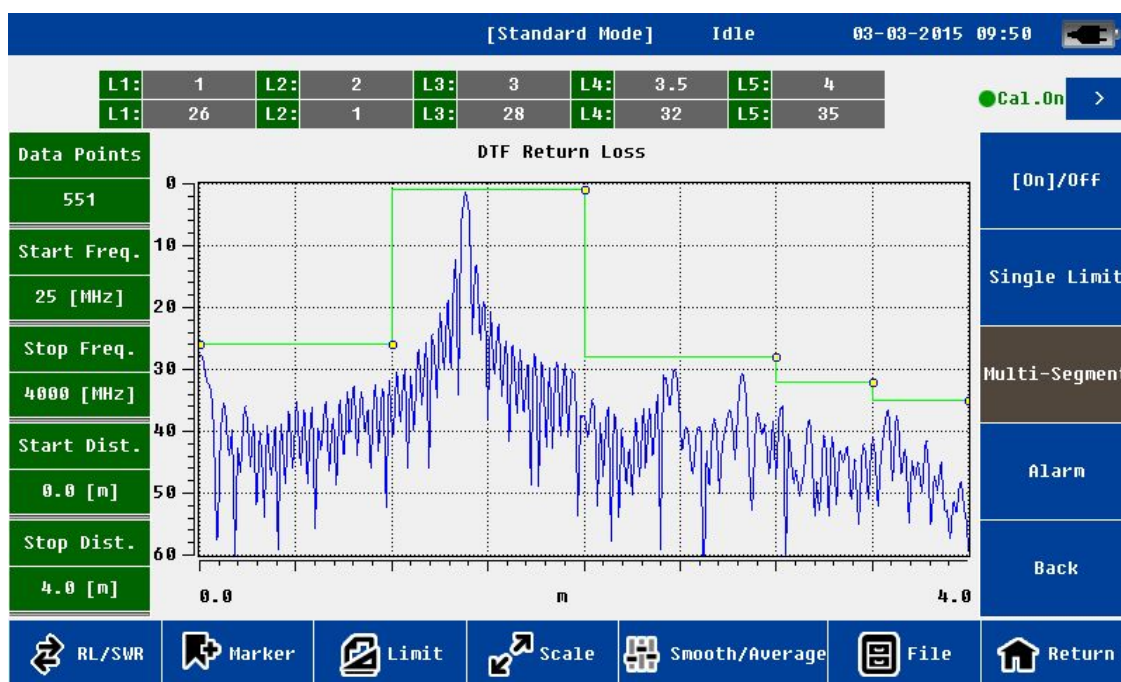 [Standard Mode] Idle 03-03-2015 09:50
L1: 1 L2: 2 L3: 3 L4: 3.5 L5: 4
L1: 26 L2: 1 L3: 28 L4: 32 L5: 35
Cal.On >
Data Points
551
Start Freq.
25 [MHz]
Stop Freq.
4000 [MHz]
Start Dist.
0.0 [m]
Stop Dist.
4.0 [m]
DTF Return Loss
0
10
20
30
40
50
60
0.0 m 4.0
[On]/Off
Single Limit
Multi-Segment
Alarm
Back
RL/SWR Marker Limit Scale Smooth/Average File Return